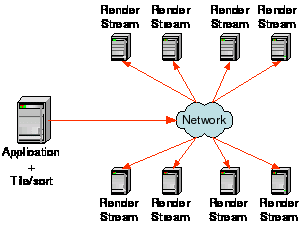 Render Render Render Render
Stream Stream Stream Stream
Network
Application
+
Tile/sort
Render Render Render Render
Stream Stream Stream Stream